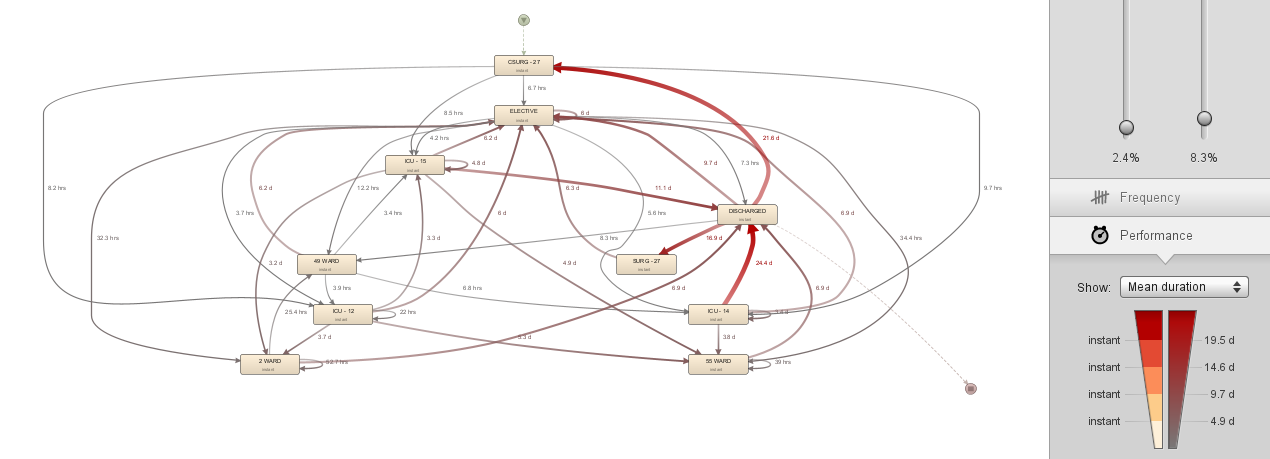 CSURG - 27
instant
6.7 hrs
8.5 hrs
ELECTIVE
instant
6 d
4.2 hrs
6.2 d
21.6 d
ICU - 15
instant
4.8 d
9.7 d
7.3 hrs
8.2 hrs
6.2 d
12.2 hrs
6.3 d
11.1 d
9.7 hrs
3.7 hrs
3.4 hrs
6 d
5.6 hrs
DISCHARGED
instant
6.9 d
32.3 hrs
3.3 d
8.3 hrs
16.9 d
34.4 hrs
3.2 d
49 WARD
instant
4.9 d
SURG - 27
instant
24.4 d
3.9 hrs
6.8 hrs
6.9 d
6.9 d
25.4 hrs
ICU - 12
instant
22 hrs
ICU - 14
instant
3.7 d
3.8 d
2 WARD
instant
52.7 hrs
55 WARD
instant
39 hrs
2.4%
8.3%
Frequency
Performance
Show:
Mean duration
instant
19.5 d
instant
14.6 d
instant
9.7 d
instant
4.9 d